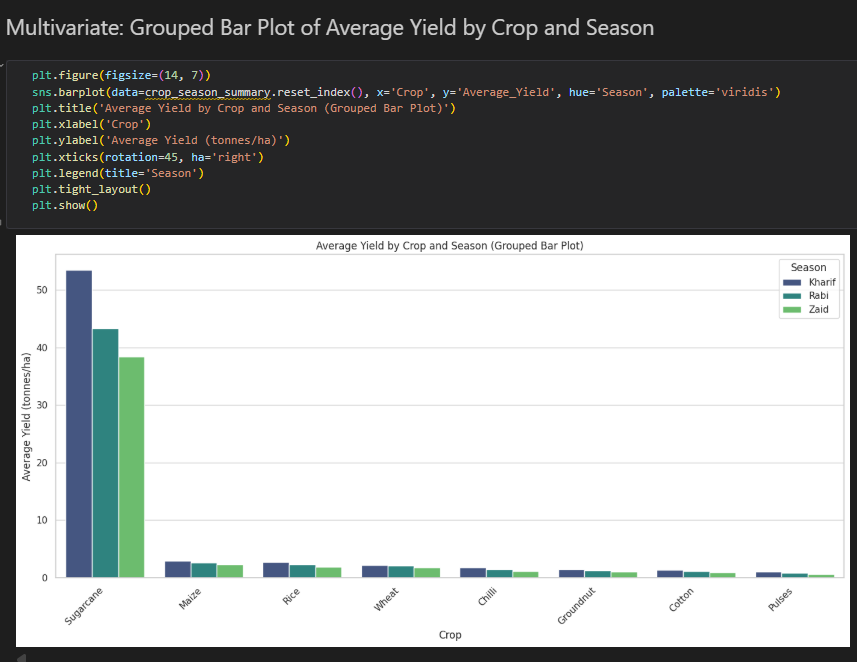 Multivariate: Grouped Bar Plot of Average Yield by Crop and Season
plt.figure(figsize=(14, 7))
sns.barplot(data=crop_season_summary.reset_index(), x='Crop', y='Average_Yield', hue='Season', palette='viridis')
plt.title('Average Yield by Crop and Season (Grouped Bar Plot)')
plt.xlabel('Crop')
plt.ylabel('Average Yield (tonnes/ha)')
plt.xticks(rotation=45, ha='right')
plt.legend(title='Season')
plt.tight_layout()
plt.show()
Average Yield by Crop and Season (Grouped Bar Plot)
Season
Kharif
Rabi
Zaid
Average Yield (tonnes/ha)
50
40
30
20
10
0
Sugarcane
Maize
Rice
Wheat
Chilli
Groundnut
Cotton
Pulses
Crop